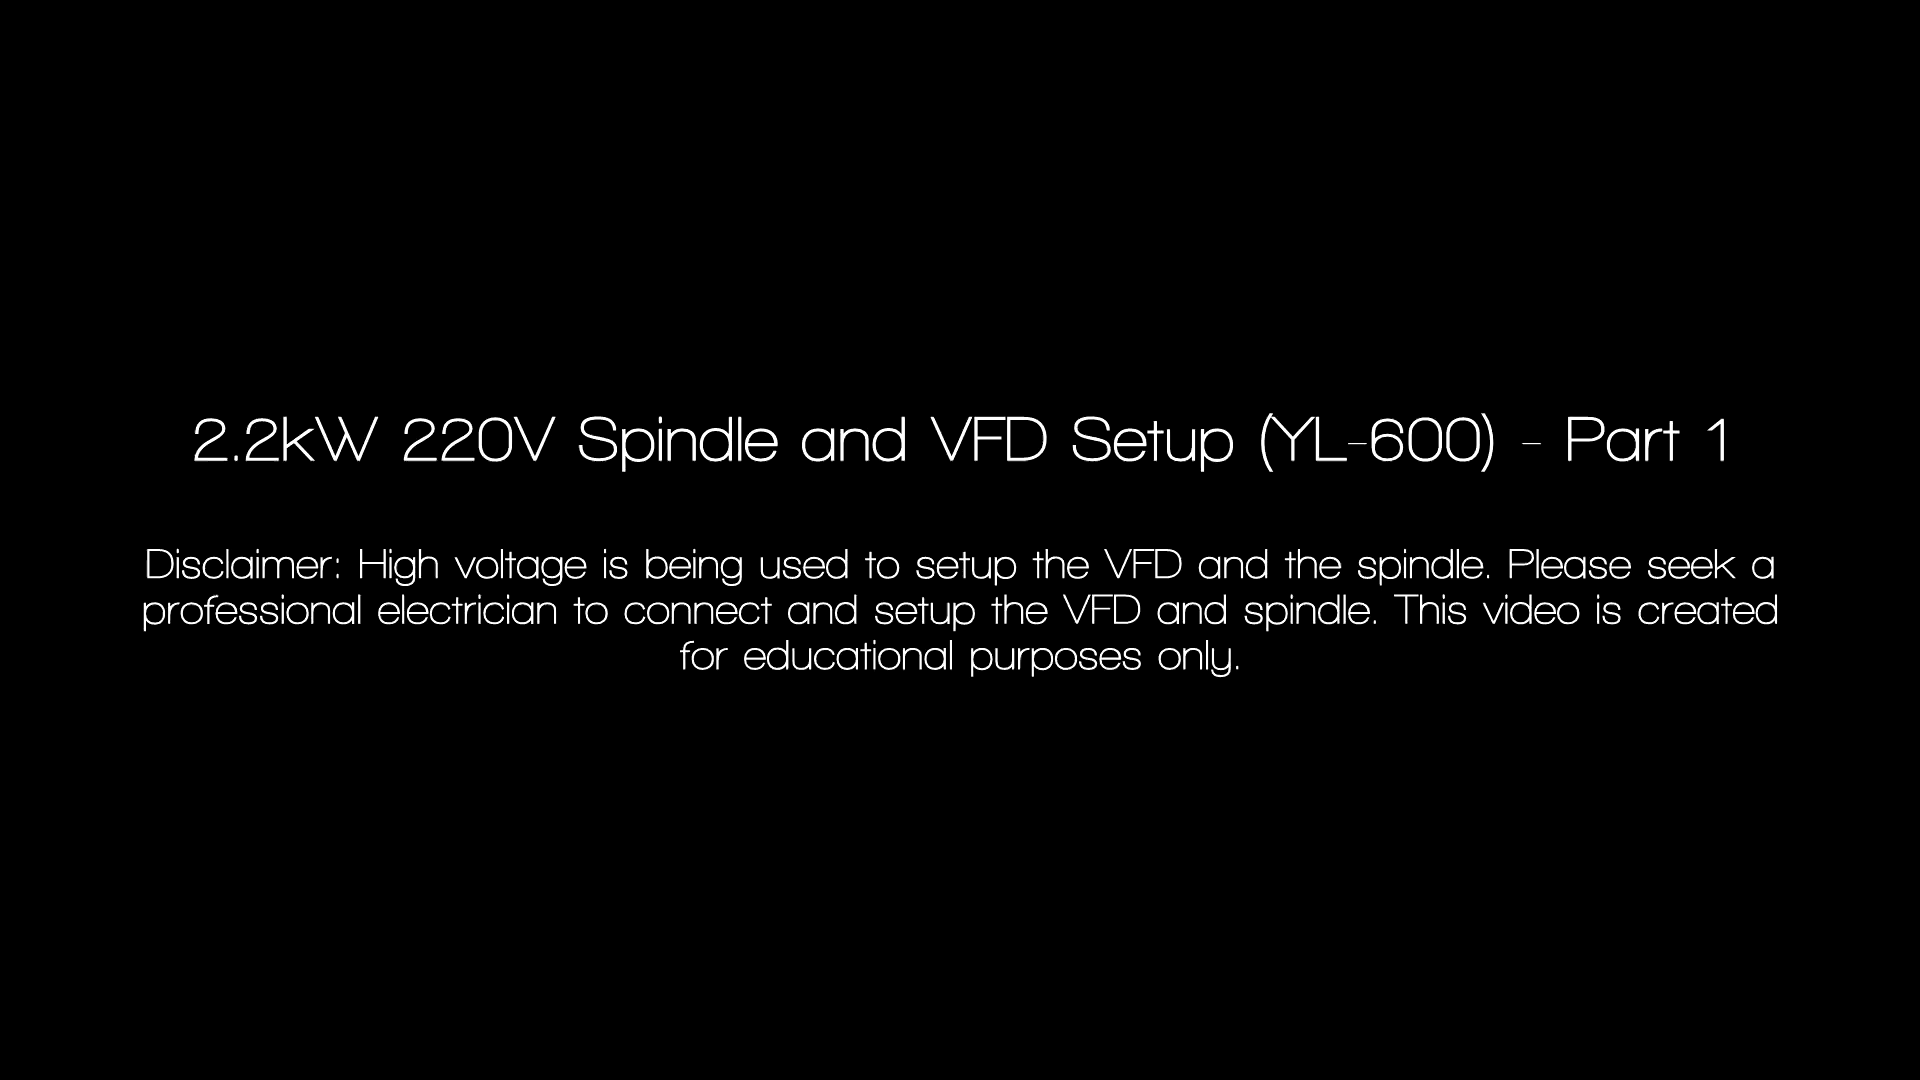 2.2kW 220V Spindle and VFD Setup (YL-600) - Part 1
Disclaimer: High voltage is being used to setup the VFD and the spindle. Please seek a
professional electrician to connect and setup the VFD and spindle. This video is created
for educational purposes only.